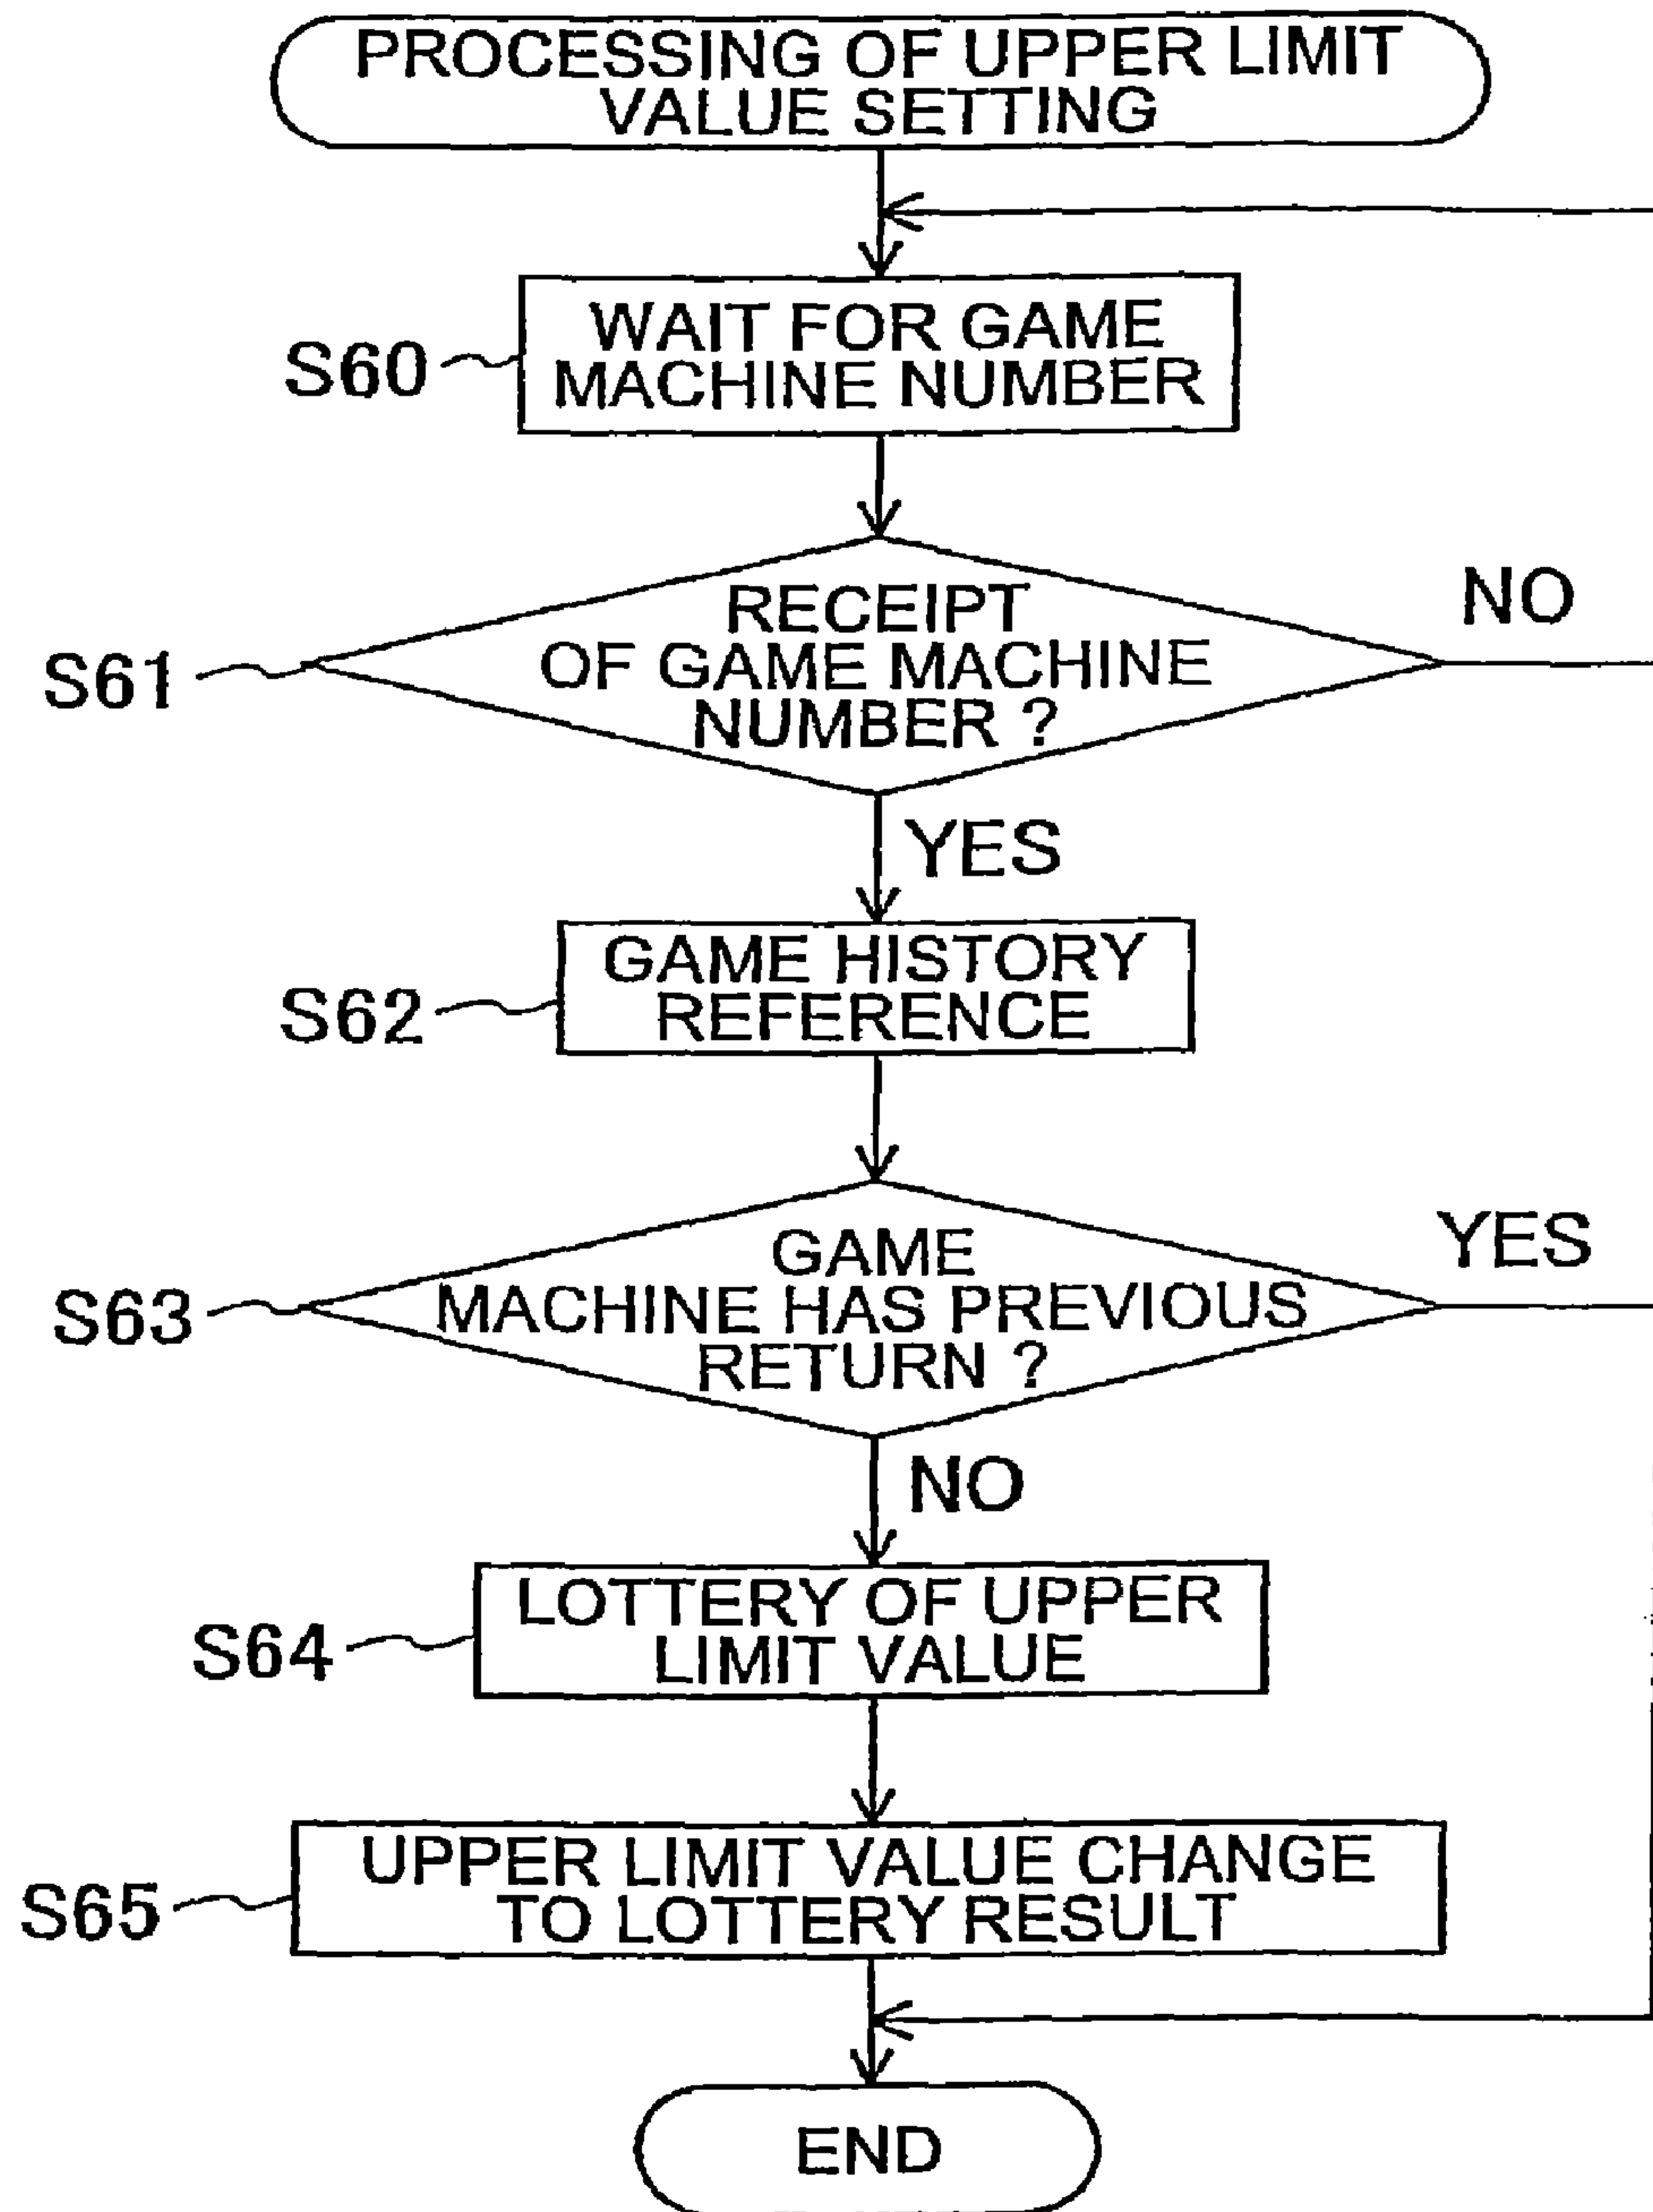 PROCESSING OF UPPER LIMIT
VALUE SETTING
S60
WAIT FOR GAME
MACHINE NUMBER
S61
RECEIPT
OF GAME MACHINE
NUMBER ?
NO
YES
S62
GAME HISTORY
REFERENCE
S63
GAME
MACHINE HAS PREVIOUS
RETURN ?
YES
NO
S64
LOTTERY OF UPPER
LIMIT VALUE
S65
UPPER LIMIT VALUE CHANGE
TO LOTTERY RESULT
END